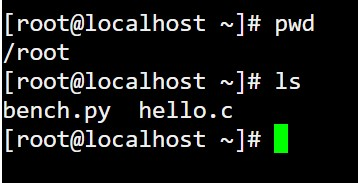 [root@localhost ~]# pwd
/root
[root@localhost ~]# ls
bench.py  hello.c
[root@localhost ~]#